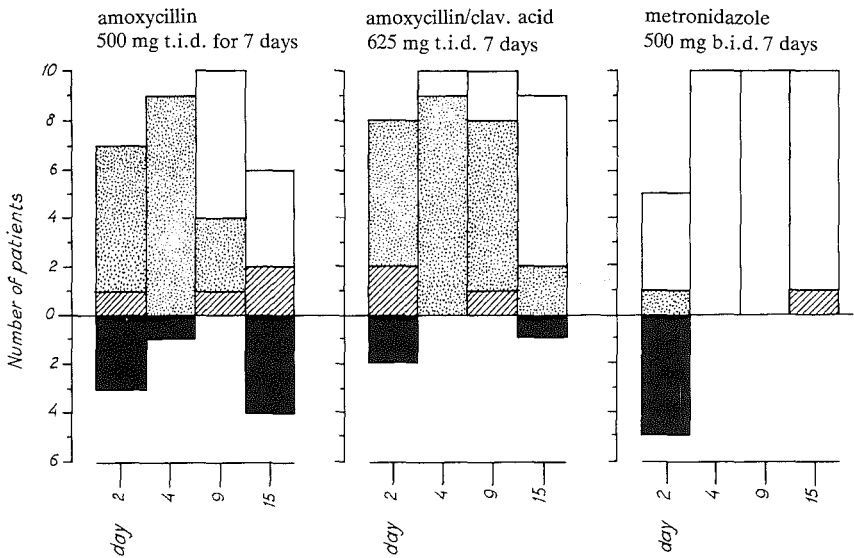 amoxycillin
500 mg t.i.d. for 7 days
amoxycillin/clav. acid
625 mg t.i.d. 7 days
metronidazole
500 mg b.i.d. 7 days
Number of patients
10
8
6
4
2
0
2
4
6
2
4
9
15
day
2
4
9
15
day
2
4
9
15
day